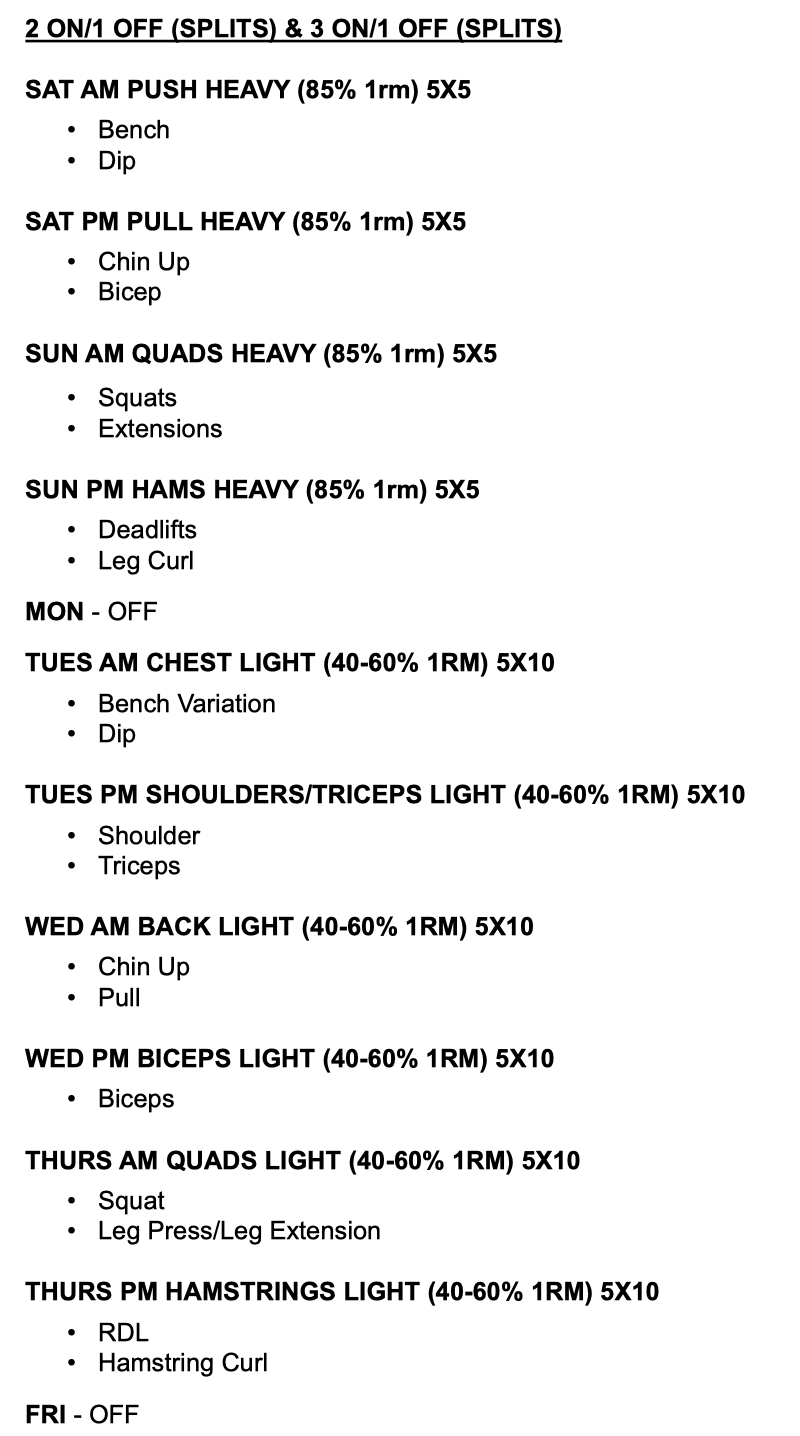 2 ON/1 OFF (SPLITS) & 3 ON/1 OFF (SPLITS)
SAT AM PUSH HEAVY (85% 1rm) 5X5
• Bench
• Dip
SAT PM PULL HEAVY (85% 1rm) 5X5
• Chin Up
• Bicep
SUN AM QUADS HEAVY (85% 1rm) 5X5
• Squats
• Extensions
SUN PM HAMS HEAVY (85% 1rm) 5X5
• Deadlifts
• Leg Curl
MON - OFF
TUES AM CHEST LIGHT (40-60% 1RM) 5X10
• Bench Variation
• Dip
TUES PM SHOULDERS/TRICEPS LIGHT (40-60% 1RM) 5X10
• Shoulder
• Triceps
WED AM BACK LIGHT (40-60% 1RM) 5X10
• Chin Up
• Pull
WED PM BICEPS LIGHT (40-60% 1RM) 5X10
• Biceps
THURS AM QUADS LIGHT (40-60% 1RM) 5X10
• Squat
• Leg Press/Leg Extension
THURS PM HAMSTRINGS LIGHT (40-60% 1RM) 5X10
• RDL
• Hamstring Curl
FRI - OFF